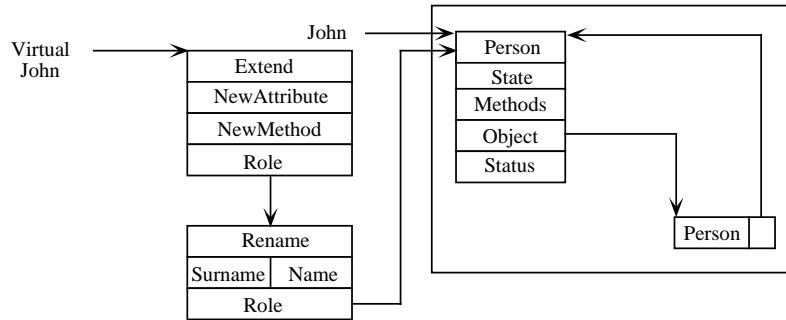 Virtual
John
Extend
NewAttribute
NewMethod
Role
Rename
Surname Name
Role
John
Person
State
Methods
Object
Status
Person